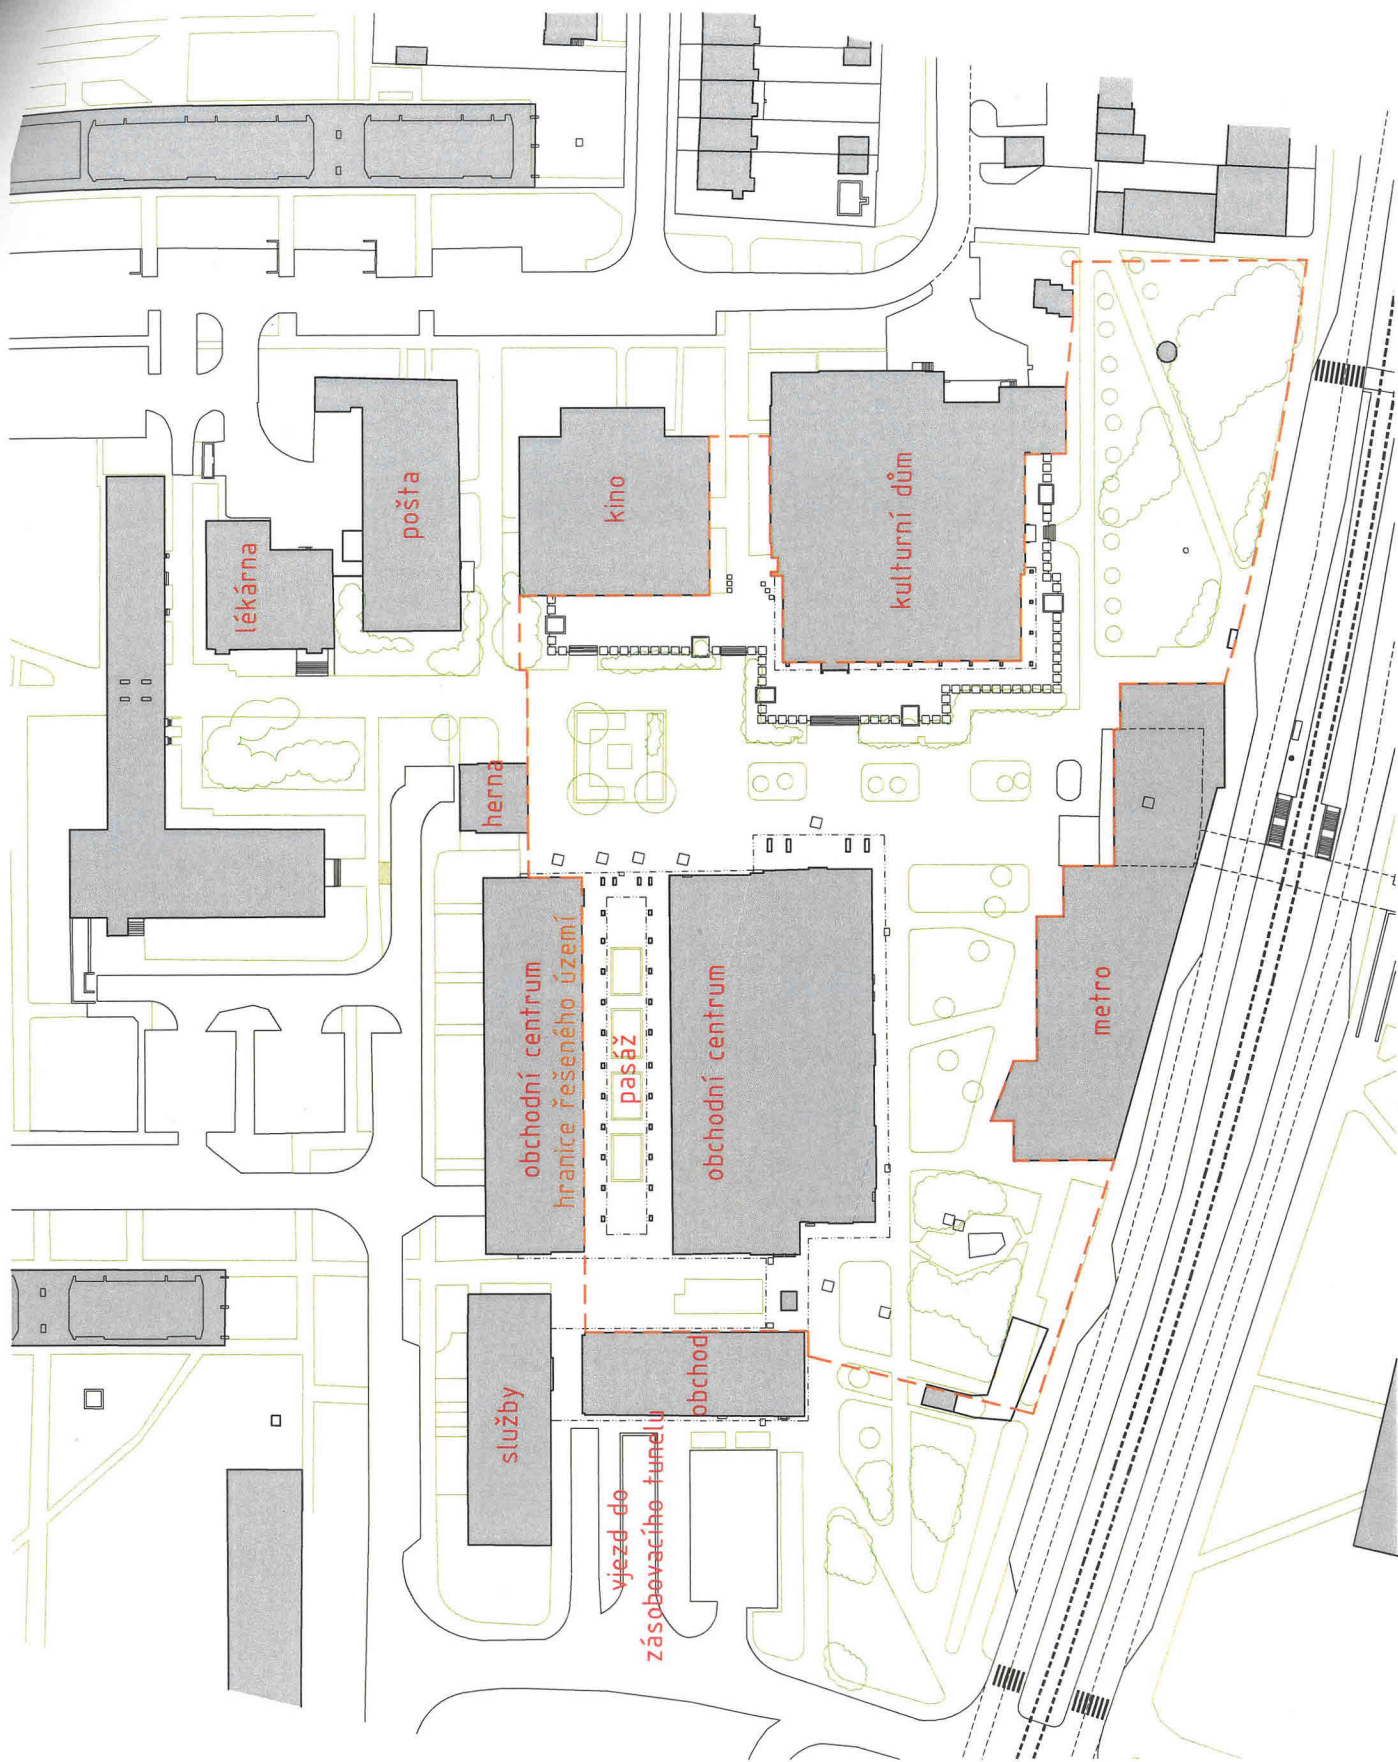 lékárna
pošta
kino
kulturní dům
herna
obchodní centrum
hranice řešeného území
pasáž
obchodní centrum
metro
služby
obchod
vjezd do
zásobovacího tunelu